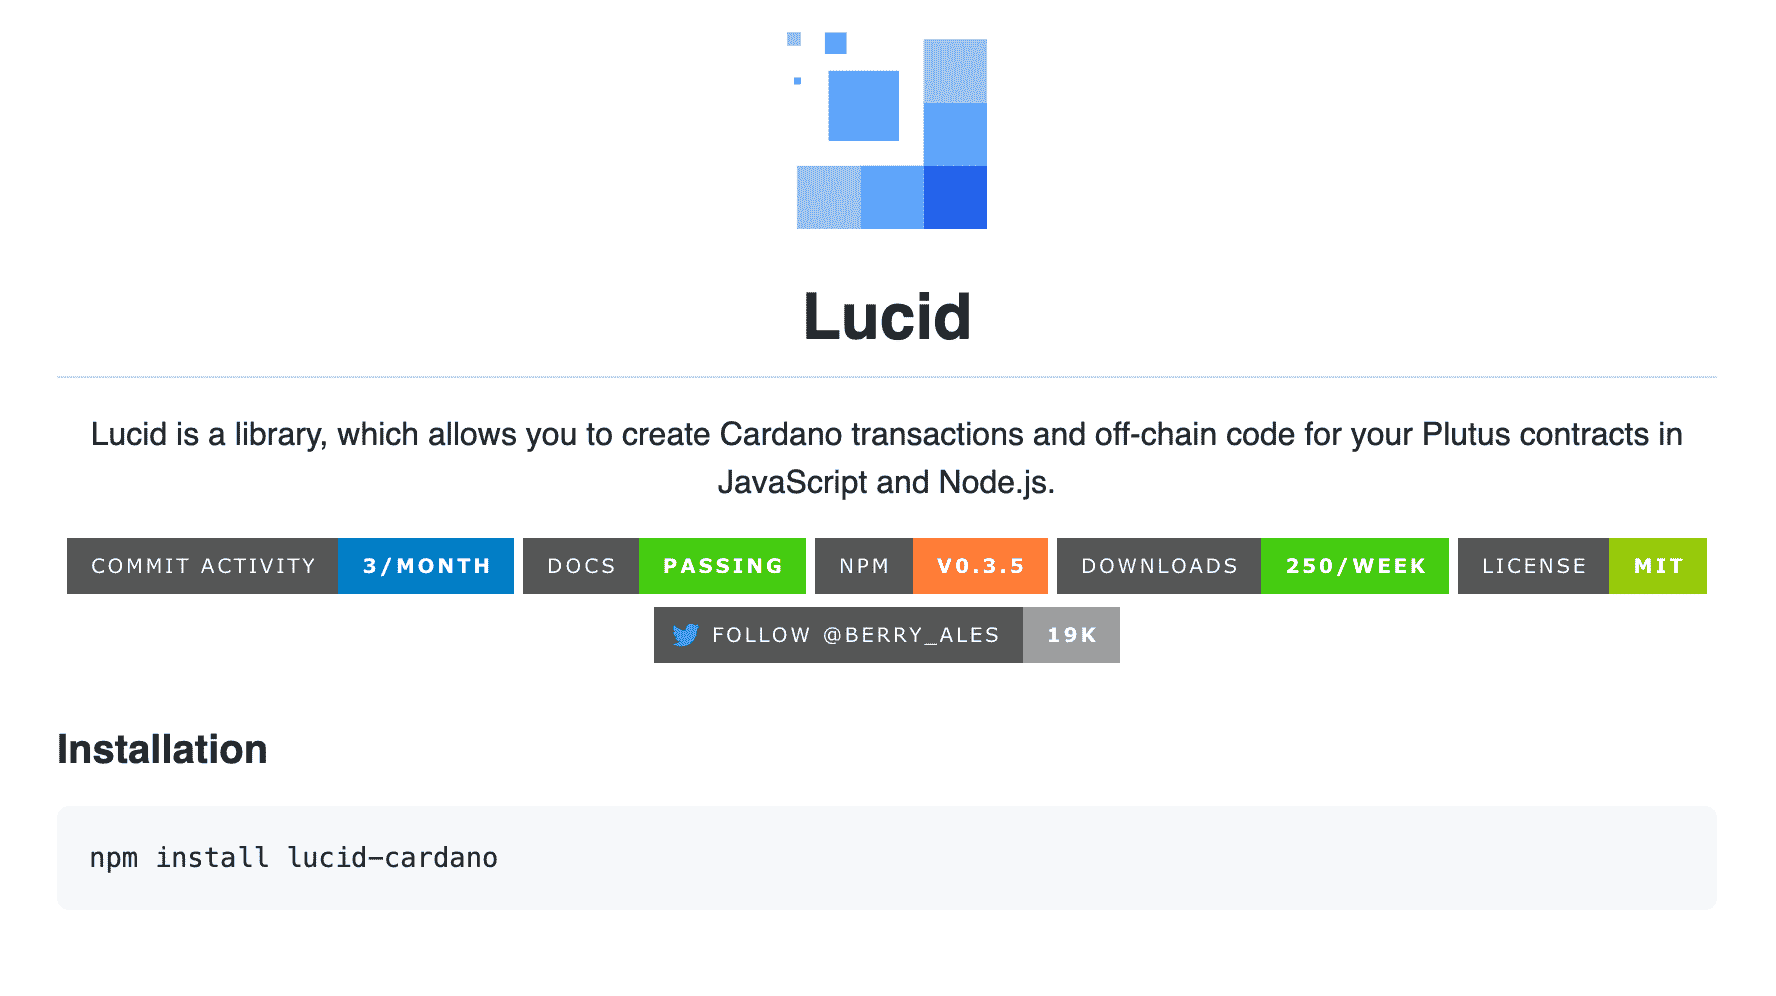 Lucid
Lucid is a library, which allows you to create Cardano transactions and off-chain code for your Plutus contracts in
JavaScript and Node.js.
COMMIT ACTIVITY 3/MONTH DOCS PASSING NPM V0.3.5 DOWNLOADS 250/WEEK LICENSE MIT
FOLLOW @BERRY_ALES 19K
Installation
npm install lucid-cardano